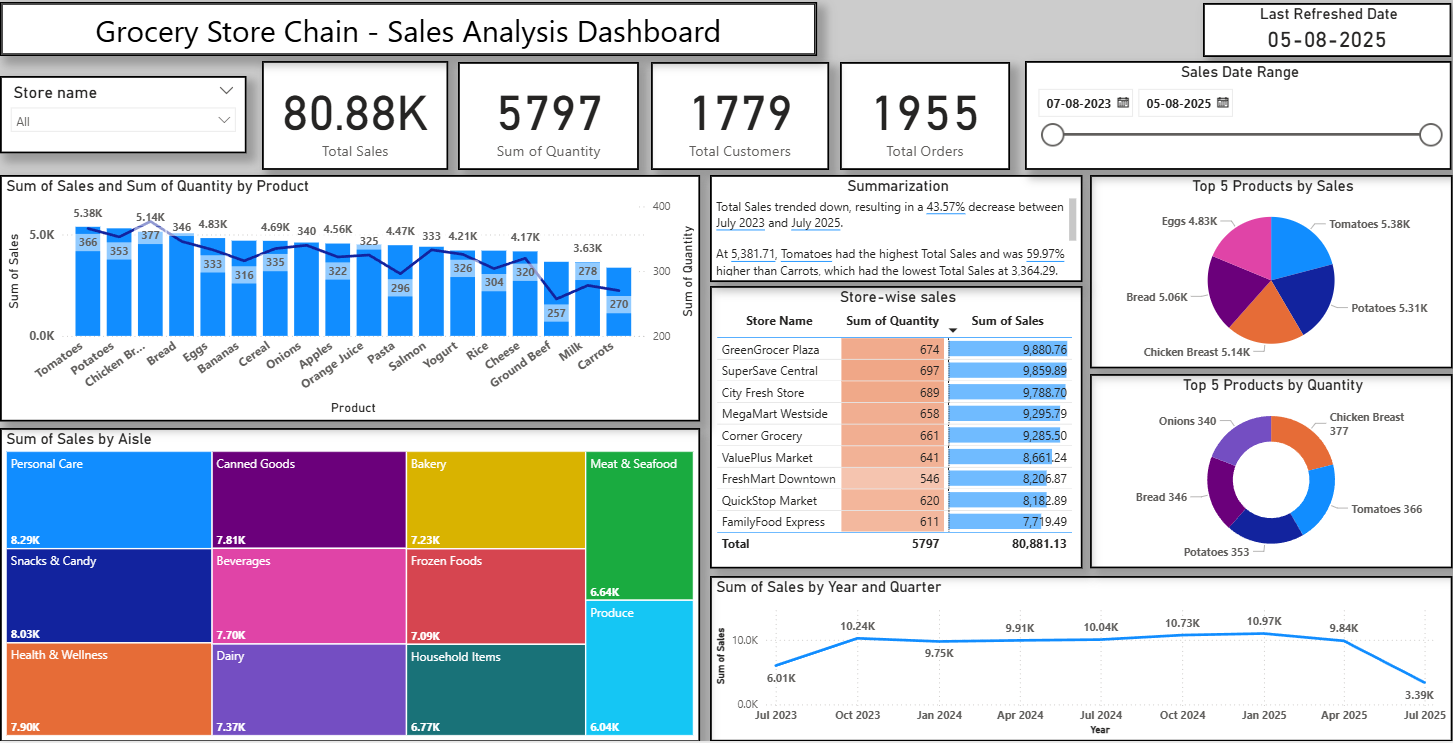 Grocery Store Chain - Sales Analysis Dashboard
Last Refreshed Date
05-08-2025
Store name
All
80.88K
Total Sales
5797
Sum of Quantity
1779
Total Customers
1955
Total Orders
Sales Date Range
07-08-2023 05-08-2025
Sum of Sales and Sum of Quantity by Product
Sum of Sales
5.0K
0.0K
5.38K 5.14K 346 4.83K 4.69K 340 4.56K 325 4.47K 333 4.21K 4.17K 3.63K
366 353 377 333 316 335 322 296 326 304 320 257 278 270
400
300
200
Sum of Quantity
Tomatoes Potatoes Chicken Br... Bread Eggs Bananas Cereal Onions Apples Orange Juice Pasta Salmon Yogurt Rice Cheese Ground Beef Milk Carrots
Product
Summarization
Total Sales trended down, resulting in a 43.57% decrease between
July 2023 and July 2025.
At 5,381.71, Tomatoes had the highest Total Sales and was 59.97%
higher than Carrots, which had the lowest Total Sales at 3,364.29.
Top 5 Products by Sales
Eggs 4.83K
Tomatoes 5.38K
Bread 5.06K
Potatoes 5.31K
Chicken Breast 5.14K
Store-wise sales
Store Name Sum of Quantity Sum of Sales
GreenGrocer Plaza 674 9,880.76
SuperSave Central 697 9,859.89
City Fresh Store 689 9,788.70
MegaMart Westside 658 9,295.79
Corner Grocery 661 9,285.50
ValuePlus Market 641 8,661.24
FreshMart Downtown 546 8,206.87
QuickStop Market 620 8,182.89
FamilyFood Express 611 7,719.49
Total 5797 80,881.13
Top 5 Products by Quantity
Onions 340
Chicken Breast
377
Bread 346
Tomatoes 366
Potatoes 353
Sum of Sales by Aisle
Personal Care
8.29K
Canned Goods
7.81K
Bakery
7.23K
Meat & Seafood
6.64K
Snacks & Candy
8.03K
Beverages
7.70K
Frozen Foods
7.09K
Produce
6.04K
Health & Wellness
7.90K
Dairy
7.37K
Household Items
6.77K
Sum of Sales by Year and Quarter
Sum of Sales
10.0K
0.0K
6.01K 10.24K 9.75K 9.91K 10.04K 10.73K 10.97K 9.84K 3.39K
Jul 2023 Oct 2023 Jan 2024 Apr 2024 Jul 2024 Oct 2024 Jan 2025 Apr 2025 Jul 2025
Year